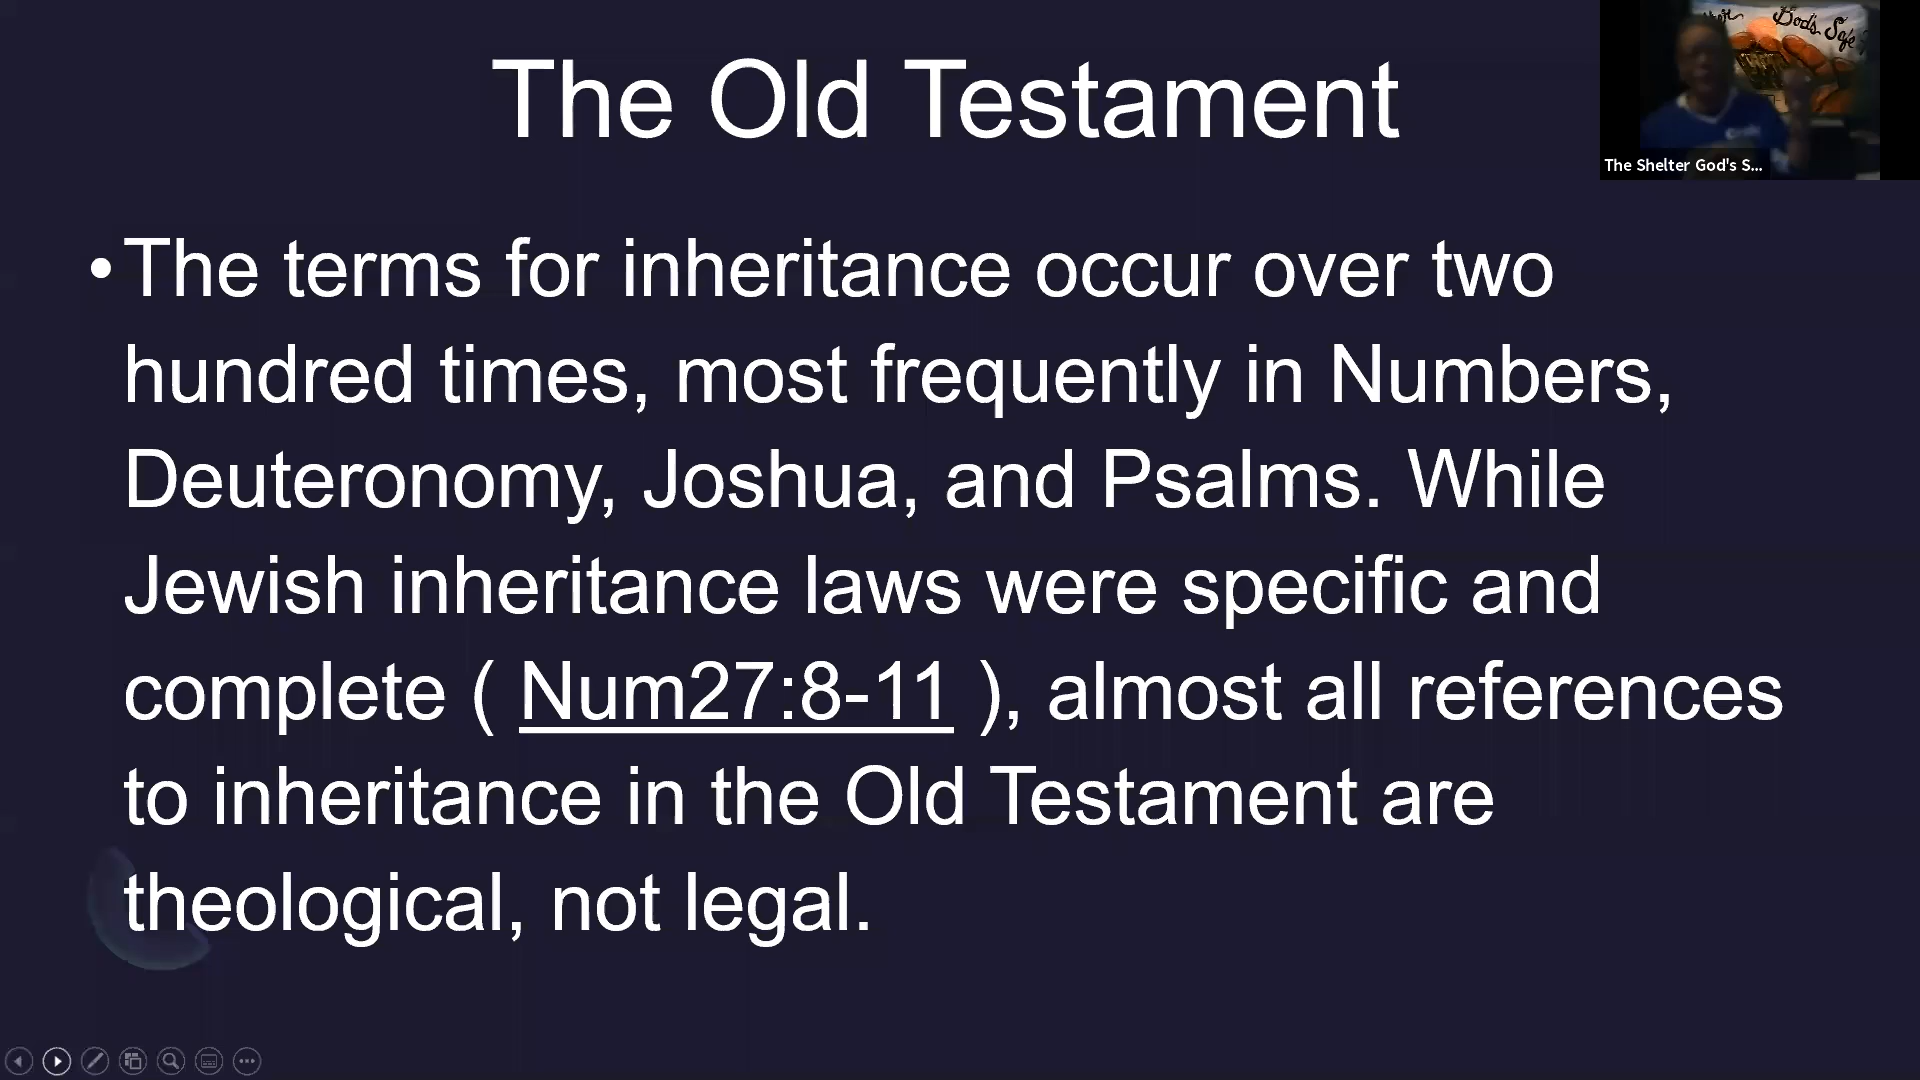 The Old Testament
God's Safe
The Shelter God's S...
•The terms for inheritance occur over two
hundred times, most frequently in Numbers,
Deuteronomy, Joshua, and Psalms. While
Jewish inheritance laws were specific and
complete ( Num27:8-11 ), almost all references
to inheritance in the Old Testament are
theological, not legal.